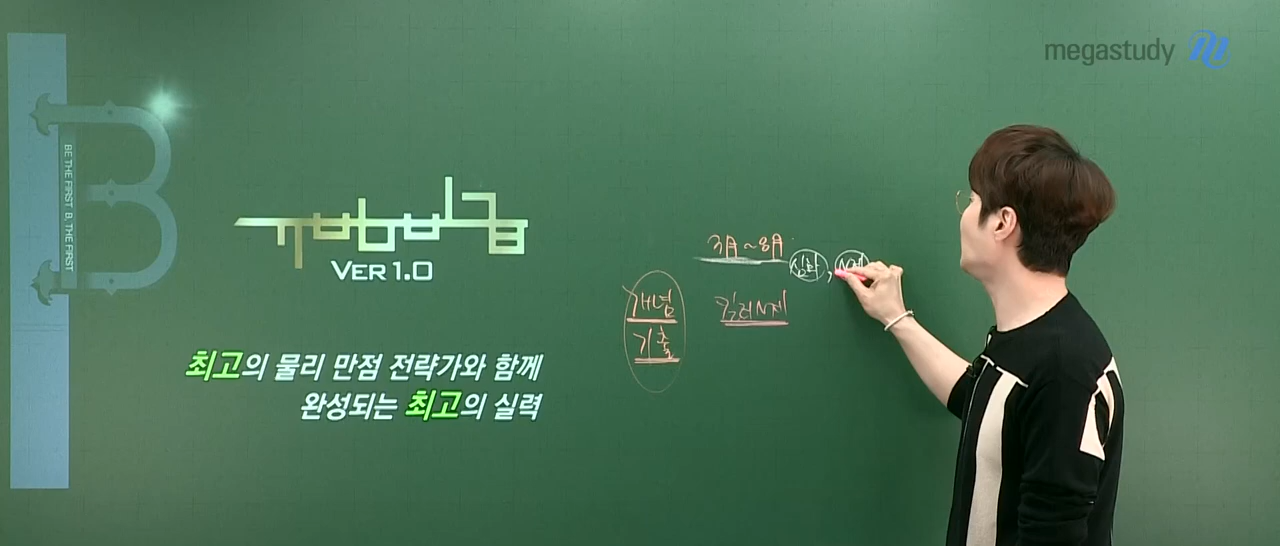 megastudy
BE THE FIRST B. THE FIRST
VER 1.0
최고의 물리 만점 전략가와 함께
완성되는 최고의 실력
3月~8月
심화, N제
개념
기출
킬러N제